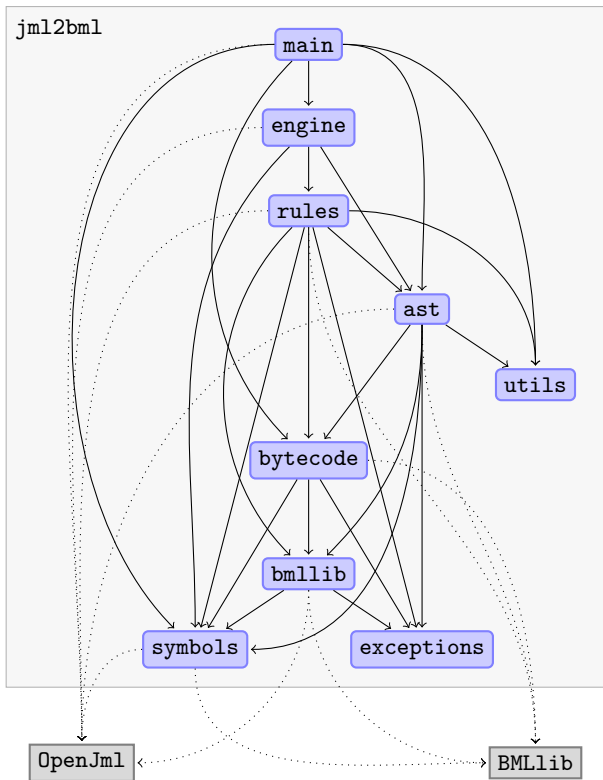 jml2bml
main
engine
rules
ast
utils
bytecode
bmllib
symbols
exceptions
OpenJml
BMLlib